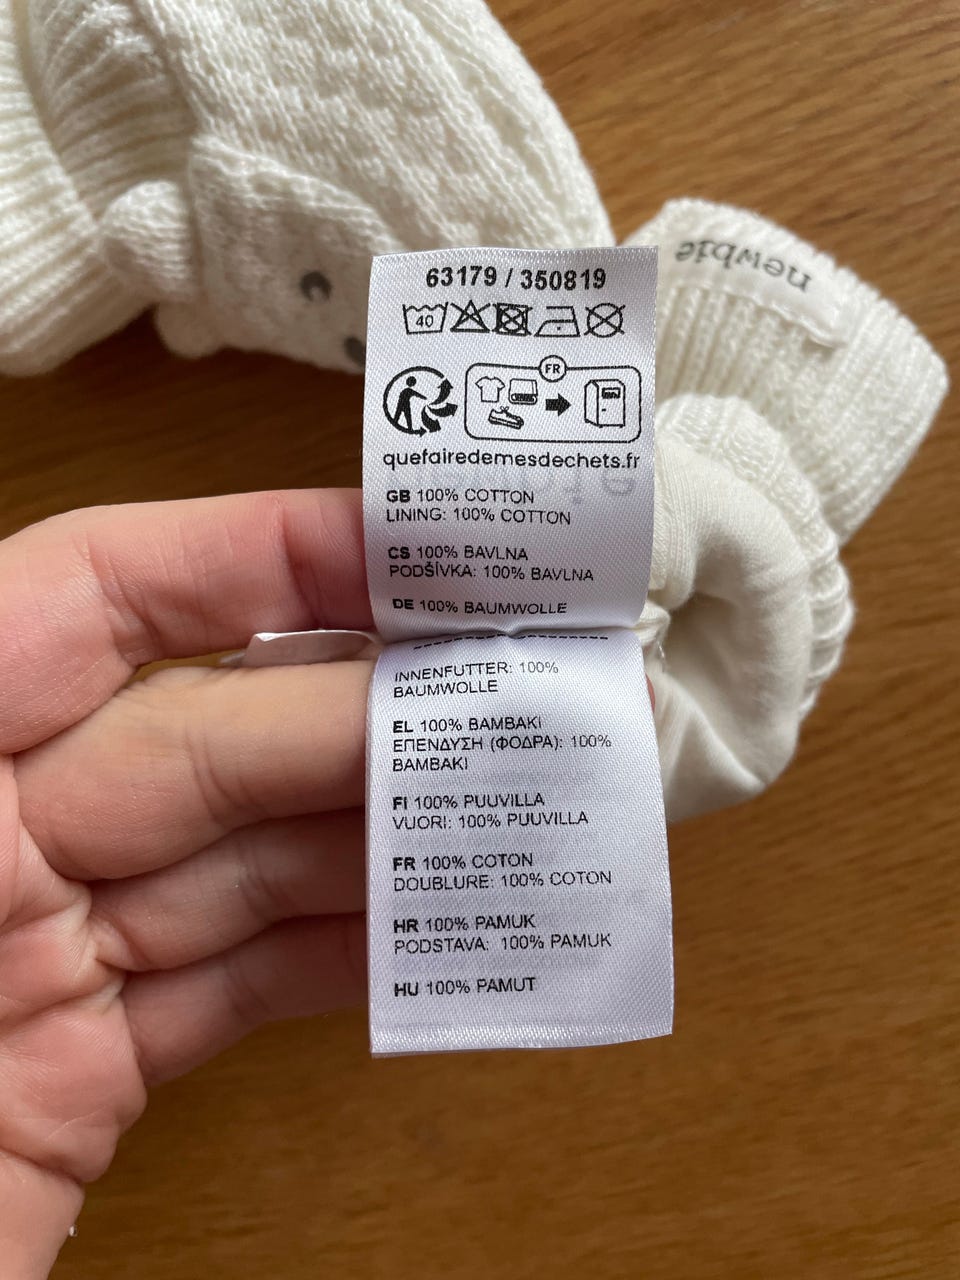 newbie
63179 / 350819
40
FR
quefairedemesdechets.fr
GB 100% COTTON
LINING: 100% COTTON
CS 100% BAVLNA
PODŠÍVKA: 100% BAVLNA
DE 100% BAUMWOLLE
INNENFUTTER: 100%
BAUMWOLLE
EL 100% ΒΑΜΒΑΚΙ
ΕΠΕΝΔΥΣΗ (ΦΟΔΡΑ): 100%
ΒΑΜΒΑΚΙ
FI 100% PUUVILLA
VUORI: 100% PUUVILLA
FR 100% COTON
DOUBLURE: 100% COTON
HR 100% PAMUK
PODSTAVA: 100% PAMUK
HU 100% PAMUT